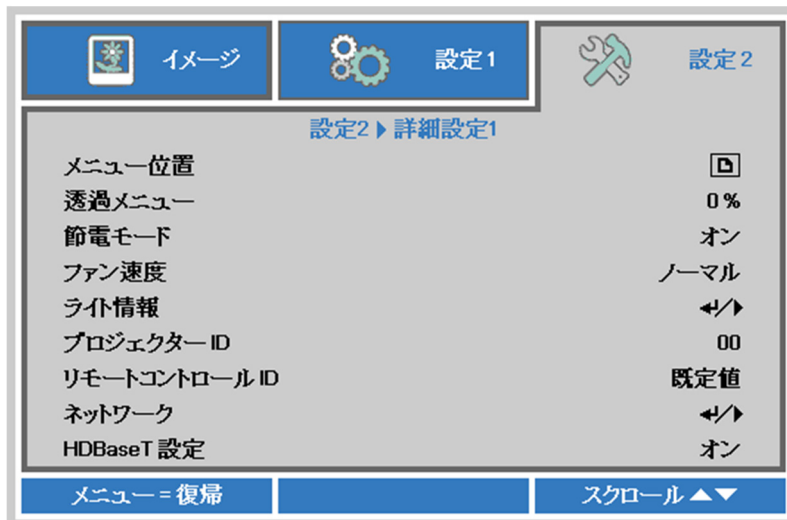 イメージ 設定1 設定2
設定2 ▶ 詳細設定1
メニュー位置
透過メニュー 0 %
節電モード オン
ファン速度 ノーマル
ライト情報 ↵/▶
プロジェクター ID 00
リモートコントロール ID 既定値
ネットワーク ↵/▶
HDBaseT 設定 オン
メニュー = 復帰 スクロール ▲▼